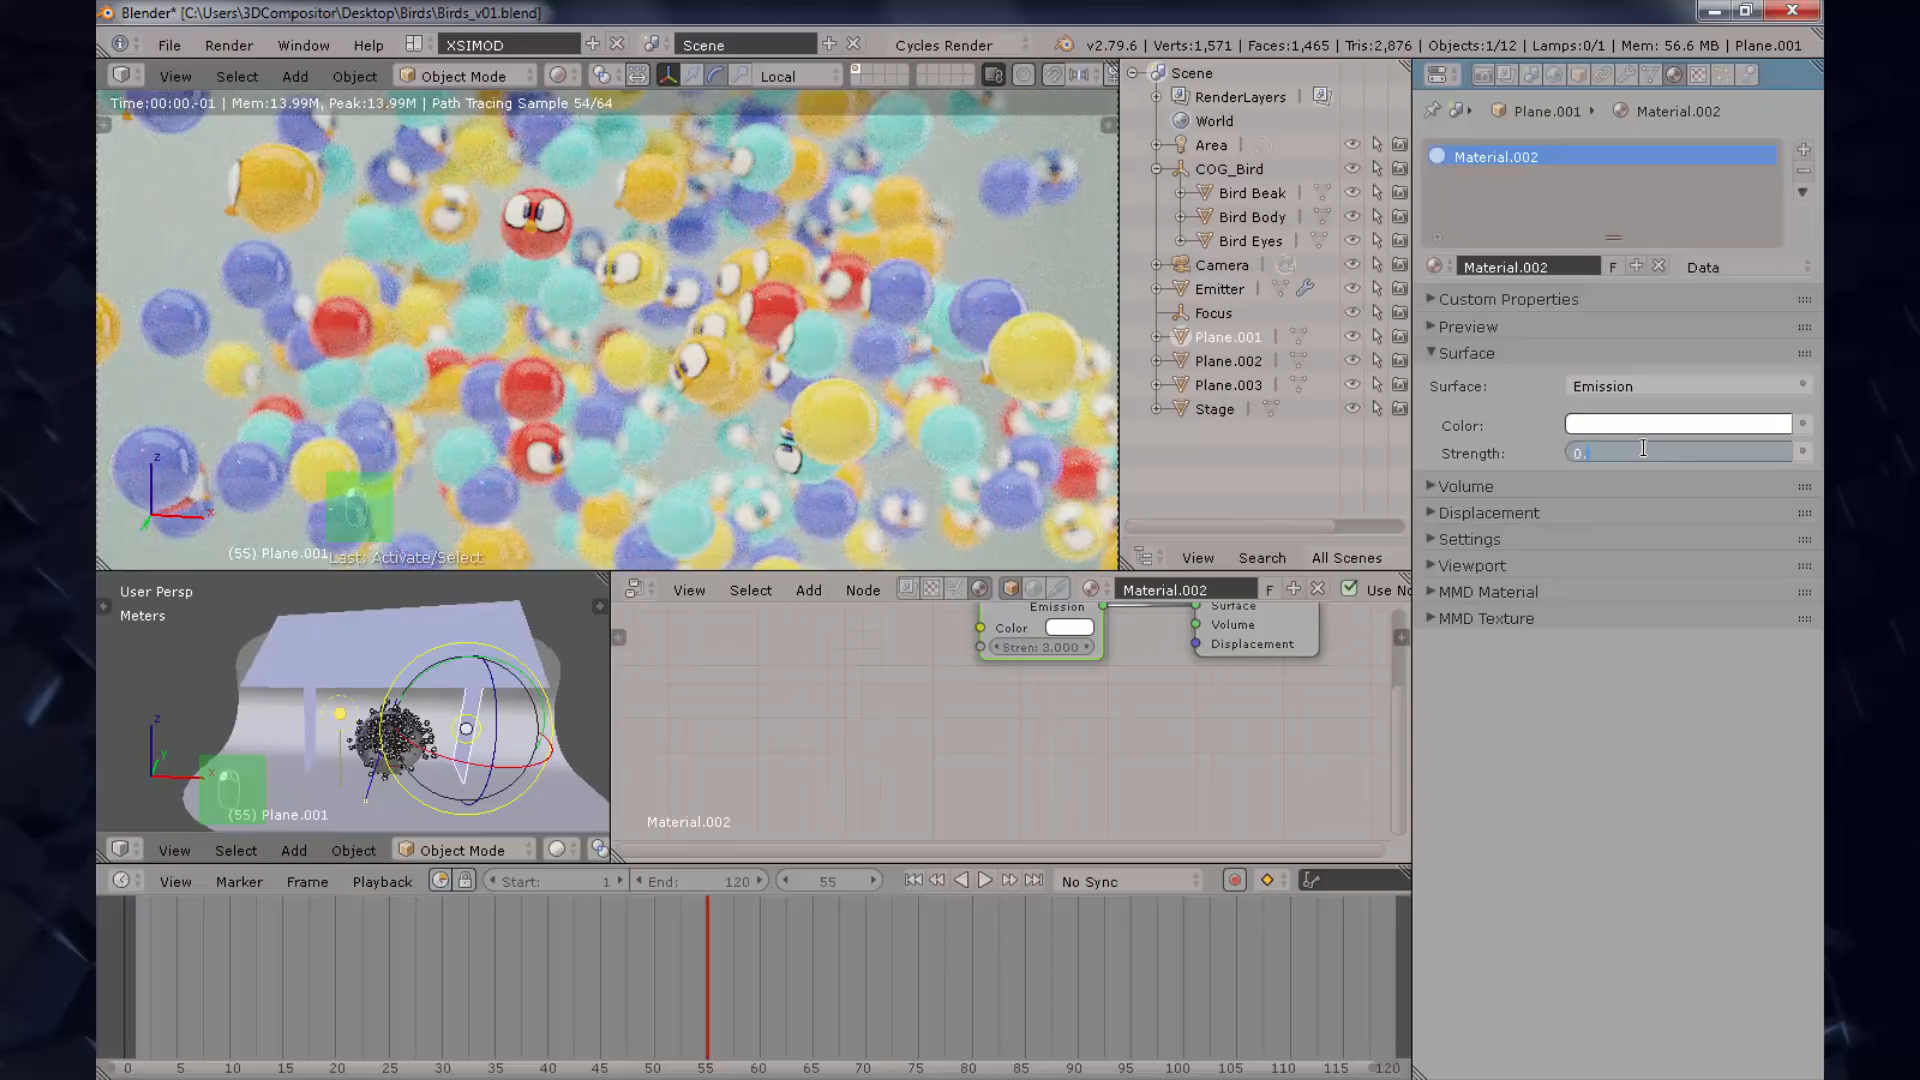 Blender* [C:\Users\3DCompositor\Desktop\Birds\Birds_v01.blend]
File Render Window Help XSIMOD Scene Cycles Render v2.79.6 | Verts:1,571 | Faces:1,465 | Tris:2,876 | Objects:1/12 | Lamps:0/1 | Mem: 56.6 MB | Plane.001
View Select Add Object Object Mode Local
Time:00:00.-01 | Mem:13.99M, Peak:13.99M | Path Tracing Sample 54/64
z
x
(55) Plane.001
Last: Activate/Select
Scene
RenderLayers
World
Area
COG_Bird
Bird Beak
Bird Body
Bird Eyes
Camera
Emitter
Focus
Plane.001
Plane.002
Plane.003
Stage
View Search All Scenes
Plane.001 Material.002
Material.002
Material.002 F Data
Custom Properties
Preview
Surface
Surface: Emission
Color:
Strength: 0.
Volume
Displacement
Settings
Viewport
MMD Material
MMD Texture
User Persp
Meters
z
y
x
(55) Plane.001
View Select Add Object Object Mode
View Select Add Node Material.002 F Use No
Emission Surface
Color Volume
Stren: 3.000 Displacement
Material.002
View Marker Frame Playback Start: 1 End: 120 55 No Sync
0 5 10 15 20 25 30 35 40 45 50 55 60 65 70 75 80 85 90 95 100 105 110 115 120